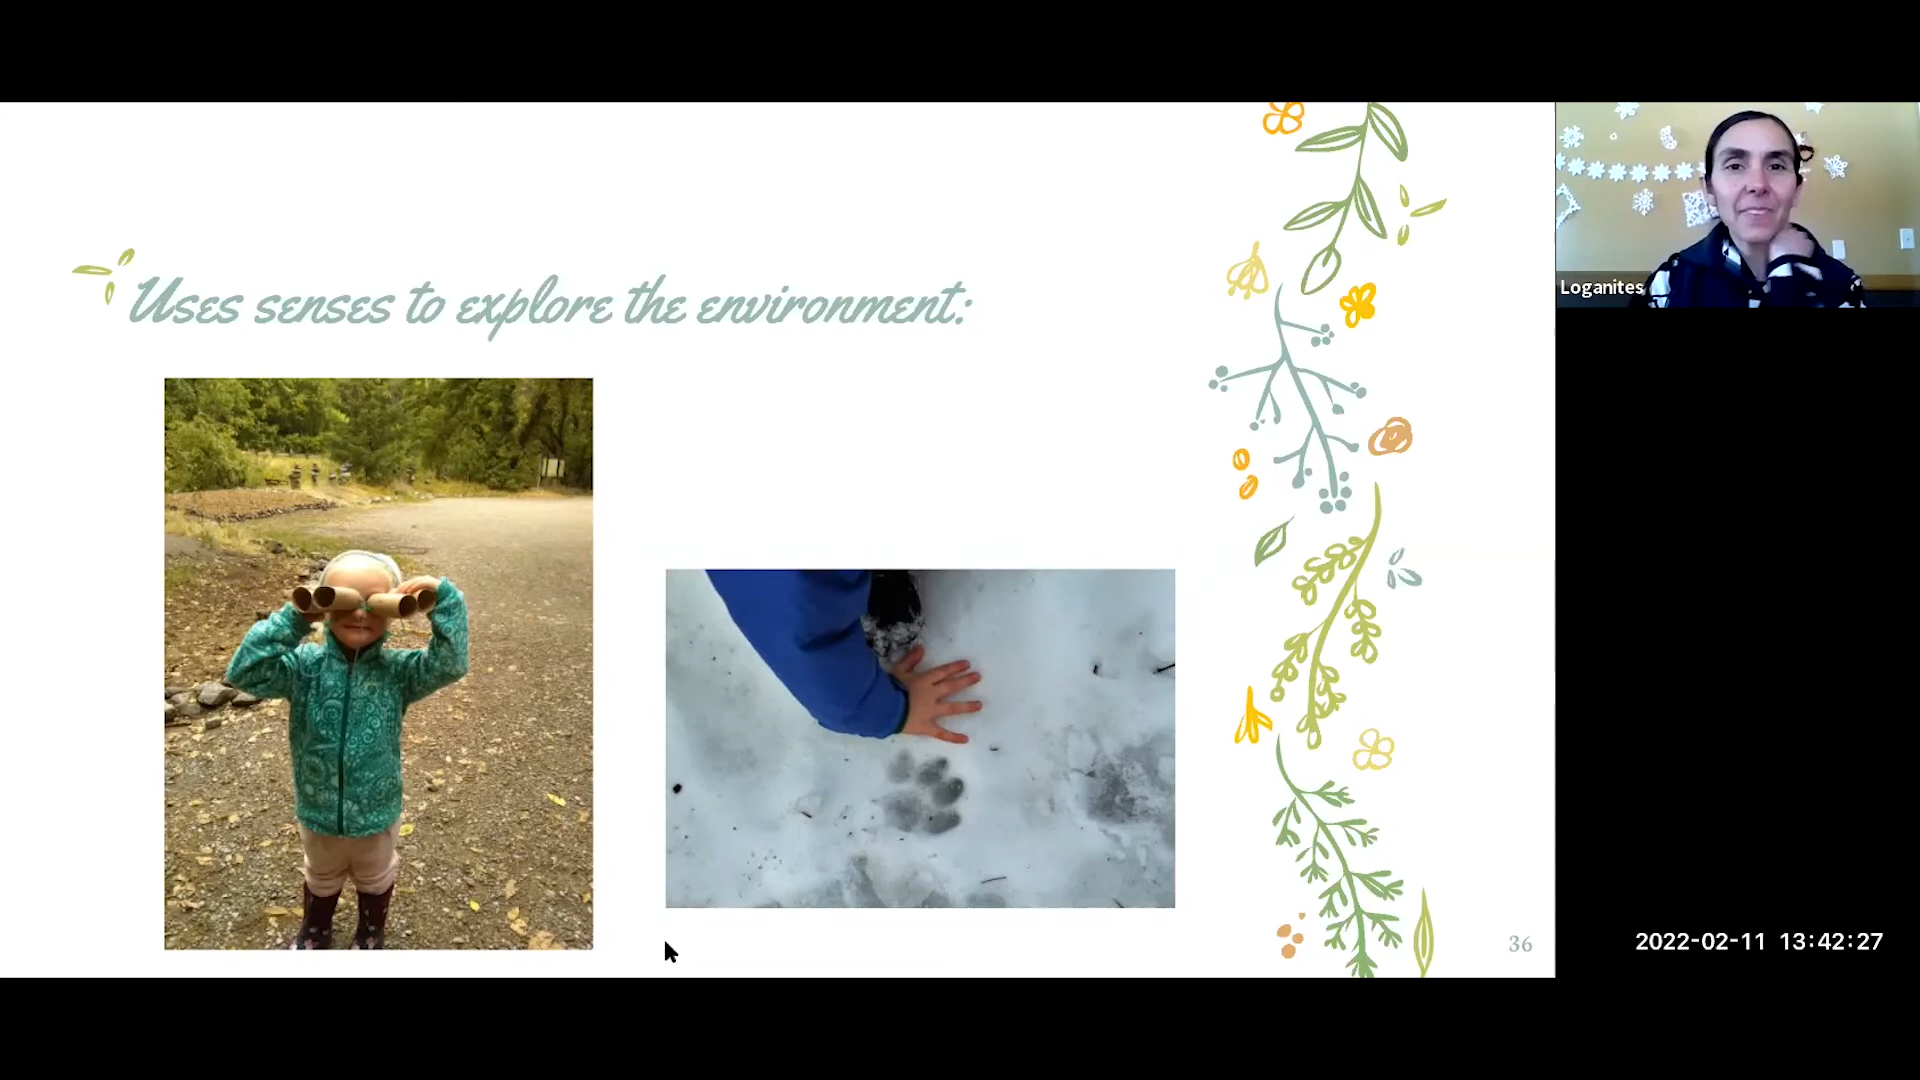 Uses senses to explore the environment:
Loganites
36
2022-02-11 13:42:27